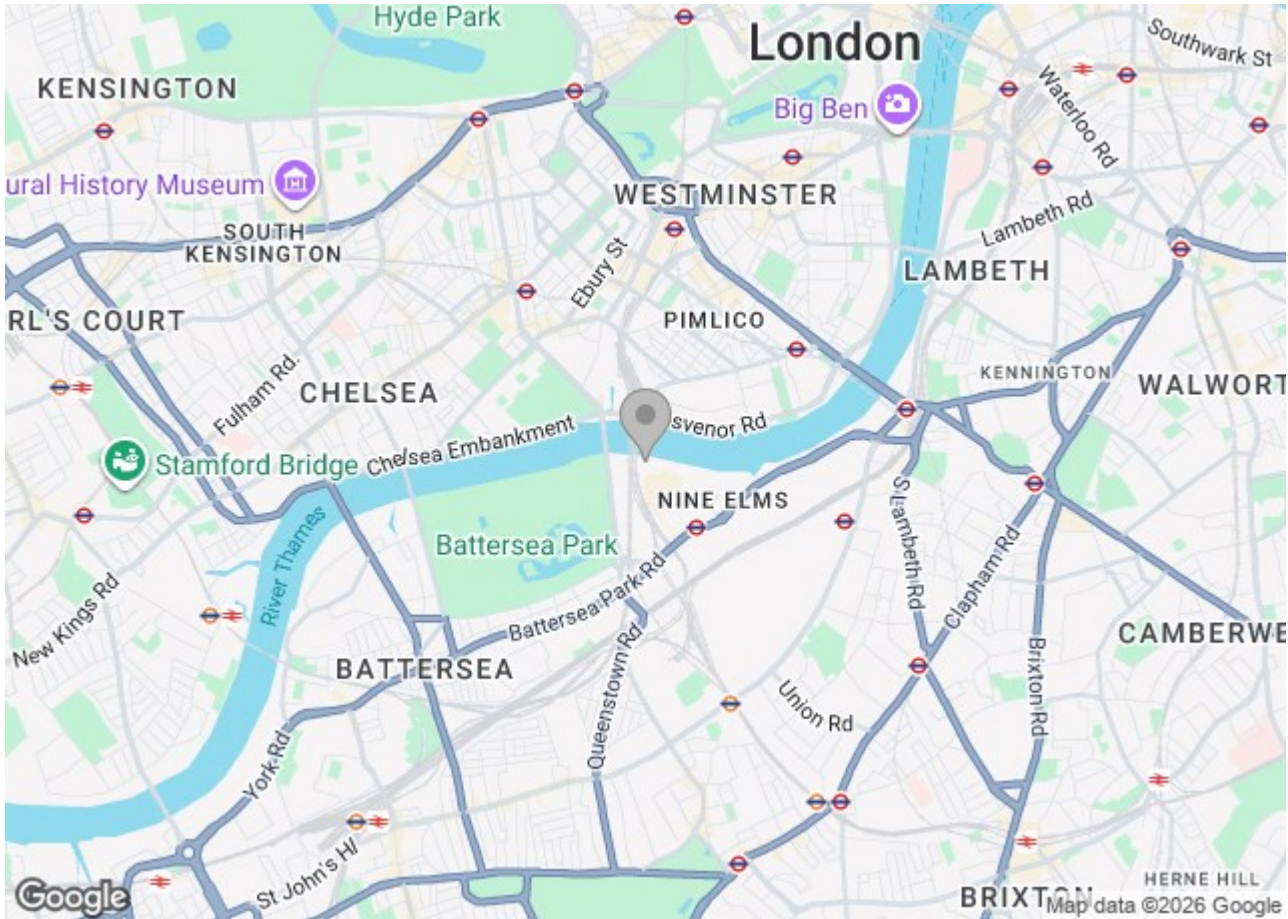 Hyde Park
London
Southwark St
KENSINGTON
Big Ben
Waterloo Rd
ural History Museum
WESTMINSTER
Lambeth Rd
SOUTH
KENSINGTON
Ebury St
LAMBETH
RL'S COURT
PIMLICO
KENNINGTON
Fulham Rd.
CHELSEA
WALWORT
svenor Rd
Chelsea Embankment
Stamford Bridge
NINE ELMS
S Lambeth Rd
River Thames
Battersea Park
Clapham Rd
New Kings Rd
Battersea Park Rd
CAMBERWE
BATTERSEA
Queenstown Rd
Union Rd
Brixton Rd
York Rd
St John's Hl
HERNE HILL
BRIXTON
Google
Map data ©2026 Google